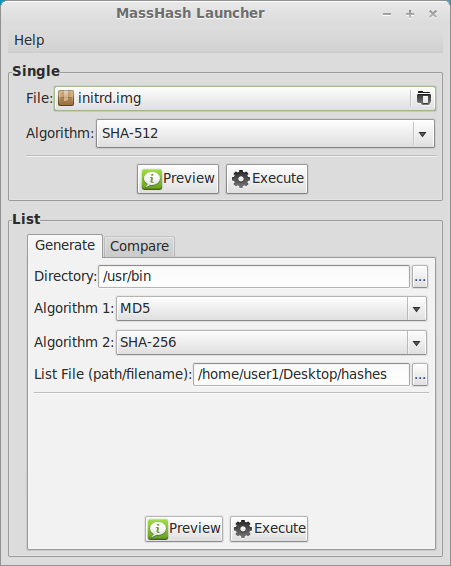 MassHash Launcher
Help
Single
File: initrd.img
Algorithm: SHA-512
Preview Execute
List
Generate Compare
Directory: /usr/bin ...
Algorithm 1: MD5
Algorithm 2: SHA-256
List File (path/filename): /home/user1/Desktop/hashes ...
Preview Execute